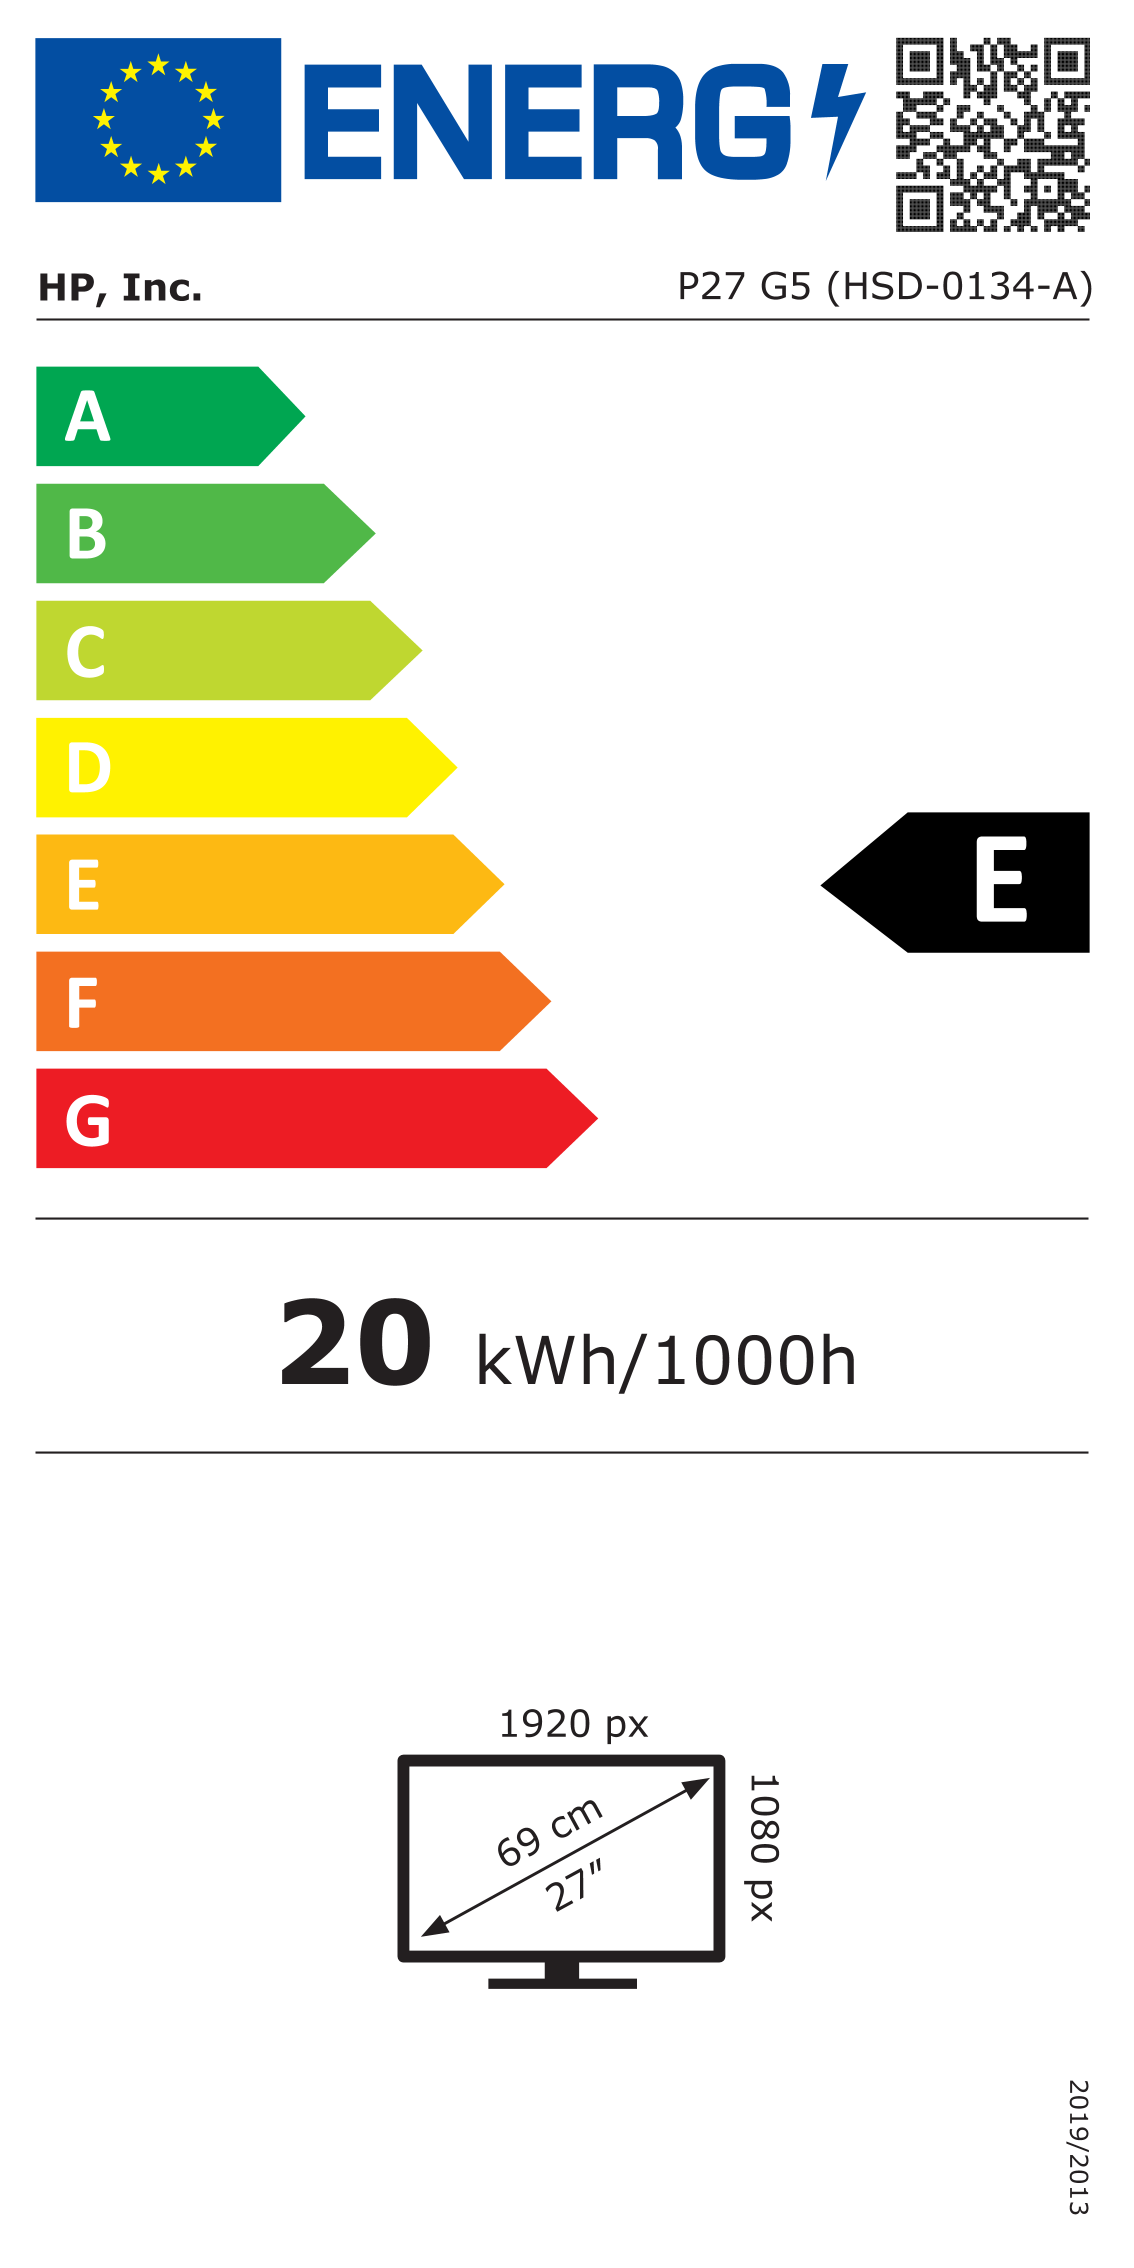 ENERG
HP, Inc.
P27 G5 (HSD-0134-A)
A
B
C
D
E
E
F
G
20 kWh/1000h
1920 px
1080 px
69 cm
27"
2019/2013